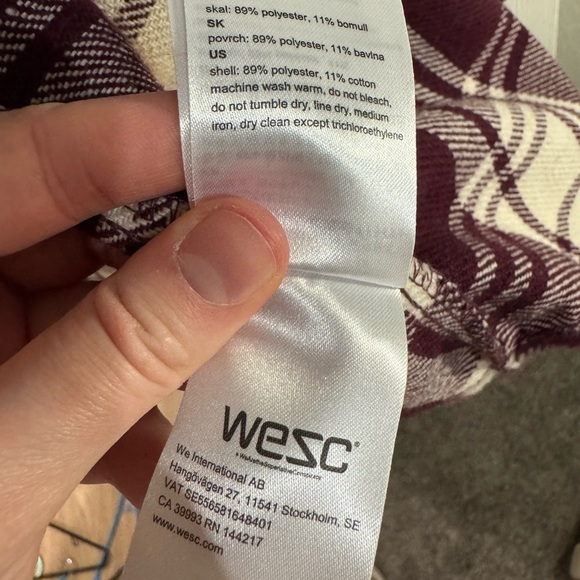 skal: 89% polyester, 11% bomull
SK
povrch: 89% polyester, 11% bavlna
US
shell: 89% polyester, 11% cotton
machine wash warm, do not bleach,
do not tumble dry, line dry, medium
iron, dry clean except trichloroethylene
wesc®
We International AB
Hangövägen 27, 11541 Stockholm, SE
VAT SE556591648401
CA 39993 RN 144217
www.wesc.com